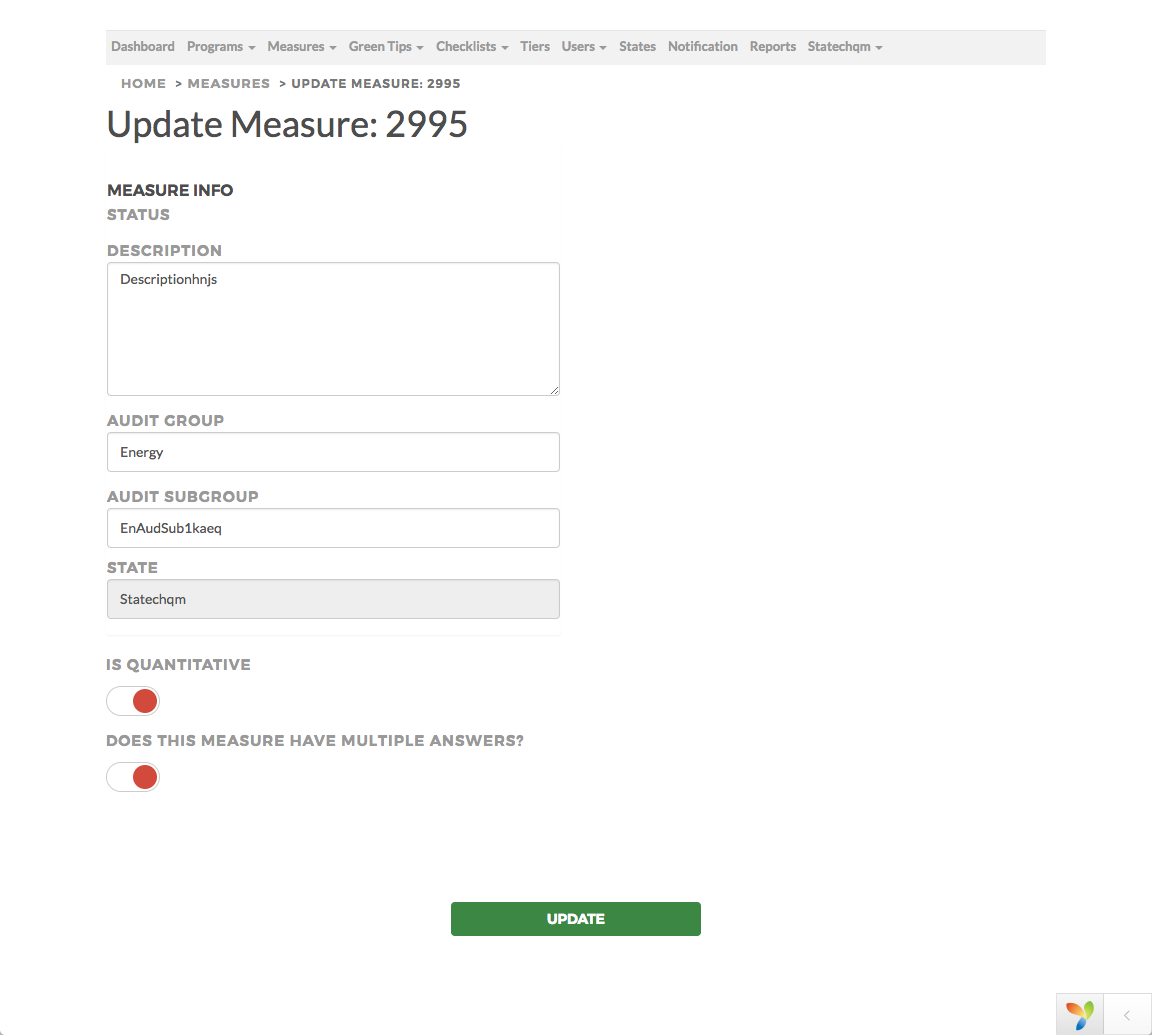 Dashboard Programs Measures Green Tips Checklists Tiers Users States Notification Reports Statechqm
HOME > MEASURES > UPDATE MEASURE: 2995
Update Measure: 2995
MEASURE INFO
STATUS
DESCRIPTION
Descriptionhnjs
AUDIT GROUP
Energy
AUDIT SUBGROUP
EnAudSub1kaeq
STATE
Statechqm
IS QUANTITATIVE
DOES THIS MEASURE HAVE MULTIPLE ANSWERS?
UPDATE